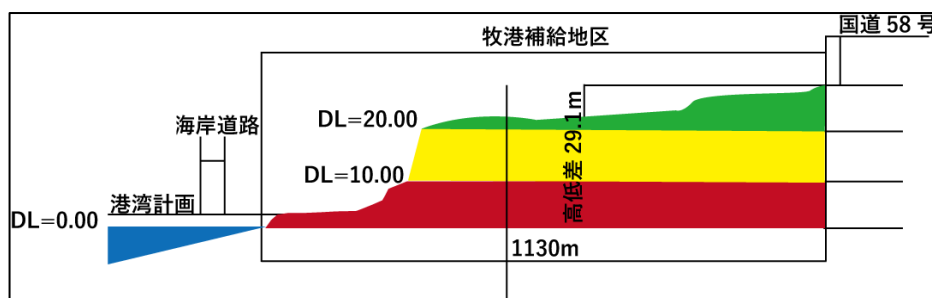 国道 58 号
牧港補給地区
海岸道路
DL=20.00
高低差 29.1m
DL=10.00
港湾計画
DL=0.00
1130m